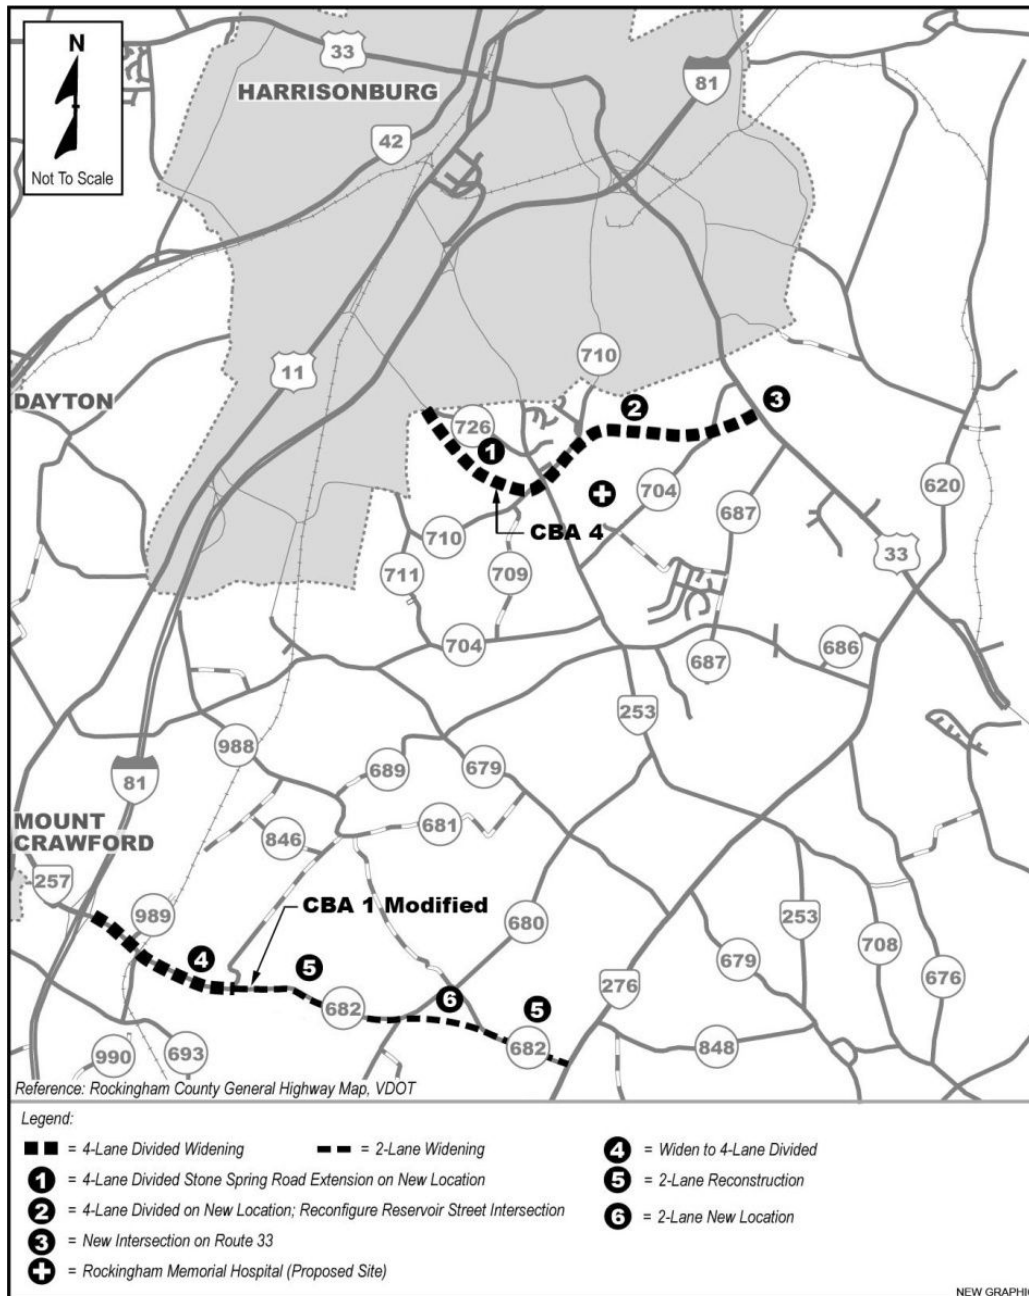 N
Not To Scale
33
HARRISONBURG
81
42
11
710
DAYTON
2
3
726
1
704
620
687
CBA 4
710
33
711
709
704
687
686
253
988
81
689
679
MOUNT
CRAWFORD
681
846
257
CBA 1 Modified
989
680
253
708
4
5
679
676
276
682
6
5
682
848
990
693
Reference: Rockingham County General Highway Map, VDOT
Legend:
= 4-Lane Divided Widening
= 2-Lane Widening
1 = 4-Lane Divided Stone Spring Road Extension on New Location
2 = 4-Lane Divided on New Location; Reconfigure Reservoir Street Intersection
3 = New Intersection on Route 33
= Rockingham Memorial Hospital (Proposed Site)
4 = Widen to 4-Lane Divided
5 = 2-Lane Reconstruction
6 = 2-Lane New Location
NEW GRAPHIC